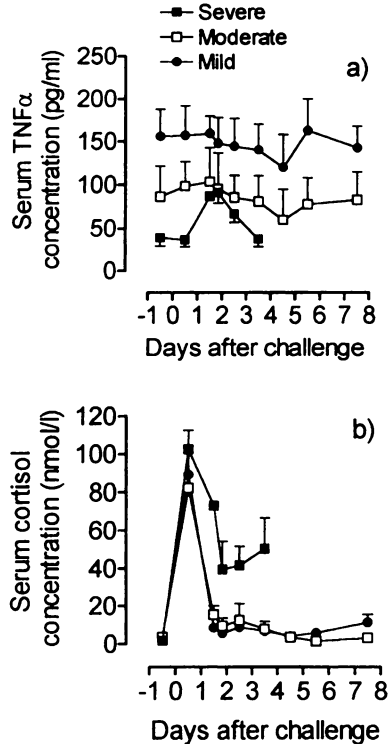 Severe
Moderate
Mild
a)
Serum TNFα
concentration (pg/ml)
250
200
150
100
50
0
-1 0 1 2 3 4 5 6 7 8
Days after challenge
b)
Serum cortisol
concentration (nmol/l)
120
100
80
60
40
20
0
-1 0 1 2 3 4 5 6 7 8
Days after challenge